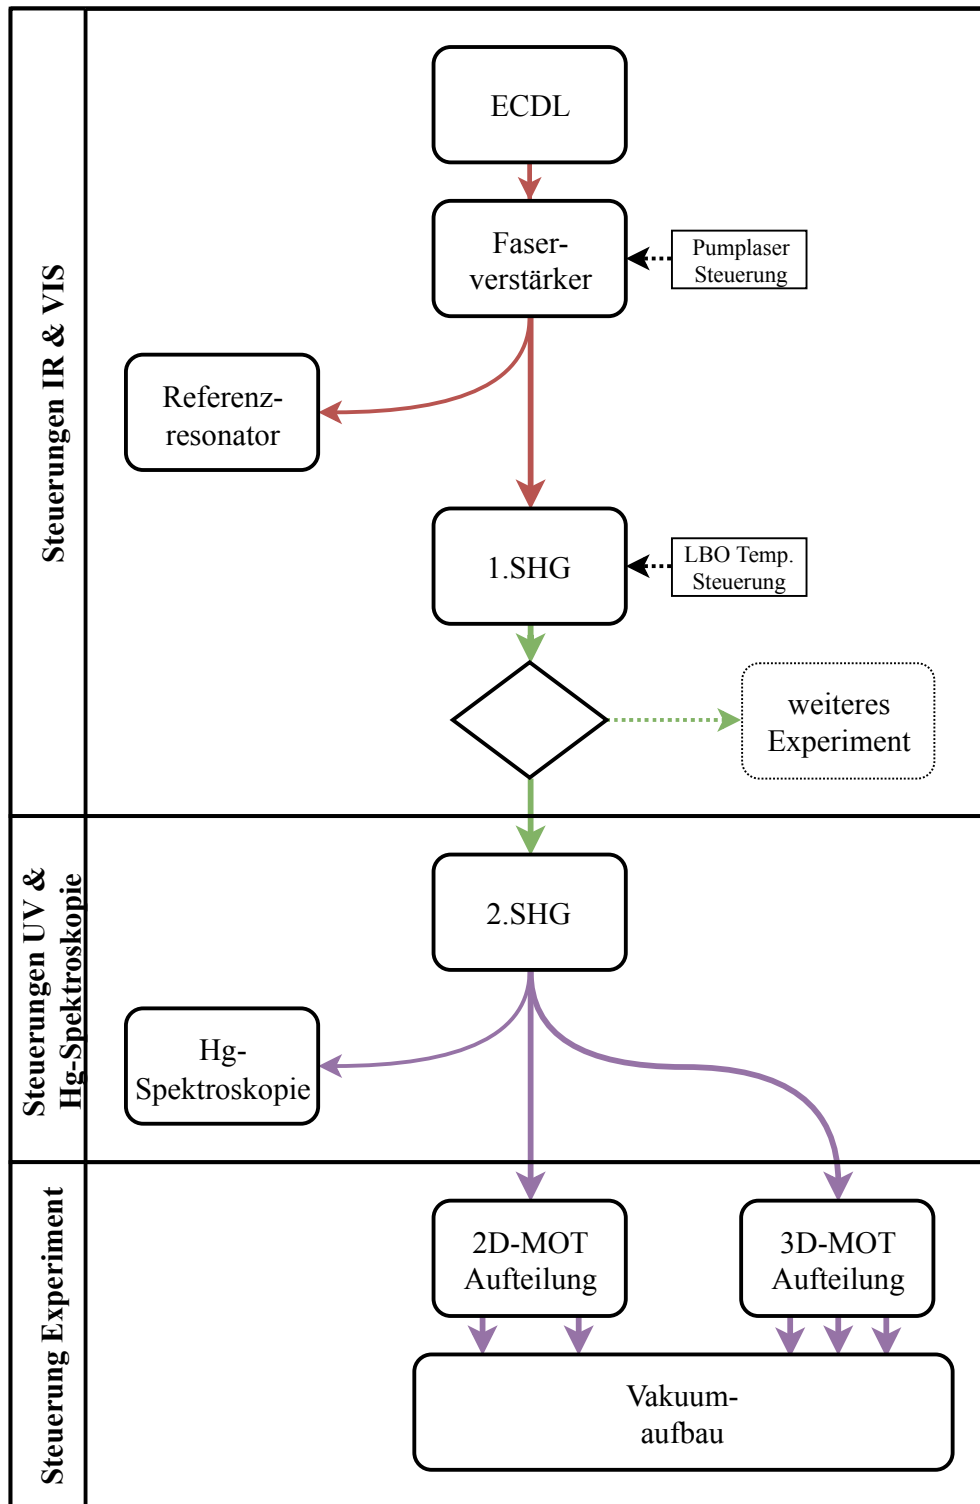 Steuerungen IR & VIS
ECDL
Faser-
verstärker
Pumplaser
Steuerung
Referenz-
resonator
1.SHG
LBO Temp.
Steuerung
weiteres
Experiment
Steuerungen UV &
Hg-Spektroskopie
2.SHG
Hg-
Spektroskopie
Steuerung Experiment
2D-MOT
Aufteilung
3D-MOT
Aufteilung
Vakuum-
aufbau